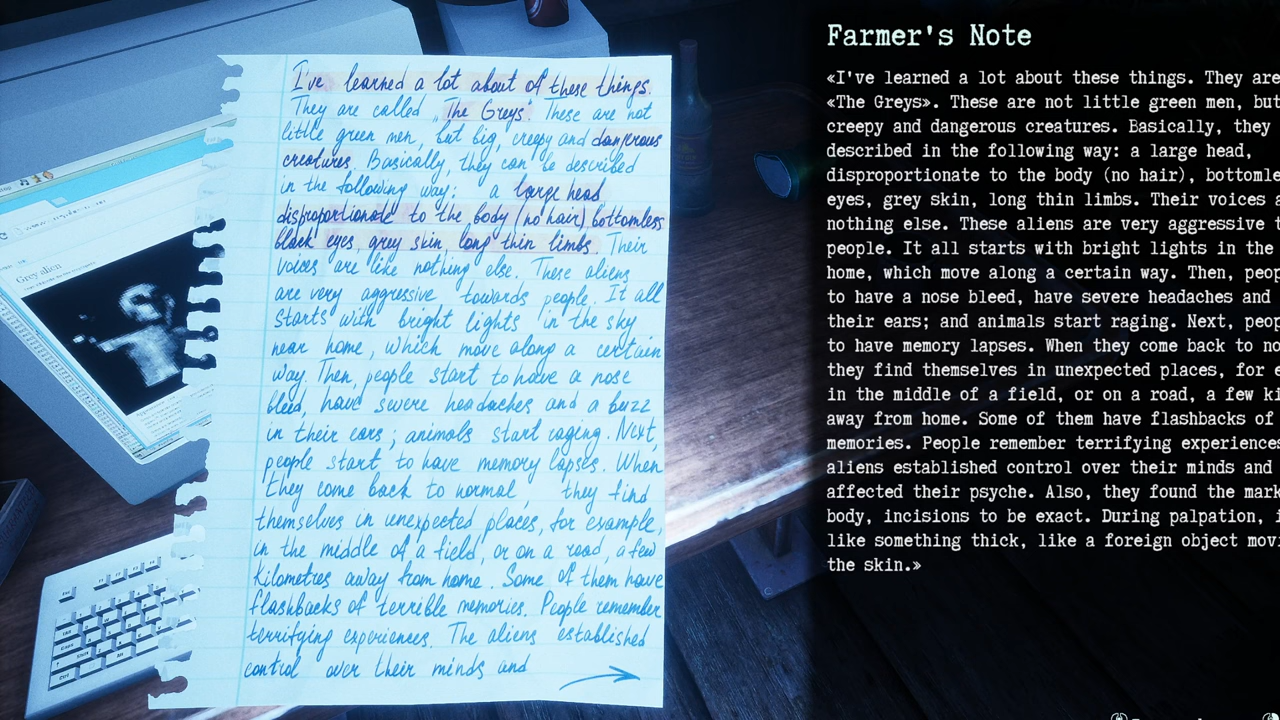 I've learned a lot about of these things.
They are called „The Greys". These are not
little green men, but big, creepy and dangerous
creatures. Basically, they can be described
in the following way; a large head
disproportionate to the body (no hair) bottomless
black eyes, grey skin, long thin limbs. Their
voices are like nothing else. These aliens
are very aggressive towards people. It all
starts with bright lights in the sky
near home, which move along a certain
way. Then, people start to have a nose
bleed, have severe headaches and a buzz
in their ears; animals start raging. Next,
people start to have memory lapses. When
they come back to normal, they find
themselves in unexpected places, for example,
in the middle of a field, or on a road, a few
kilometres away from home. Some of them have
flashbacks of terrible memories. People remember
terrifying experiences. The aliens established
control over their minds and
Grey alien
Farmer's Note
«I've learned a lot about these things. They are
«The Greys». These are not little green men, but
creepy and dangerous creatures. Basically, they
described in the following way: a large head,
disproportionate to the body (no hair), bottomle
eyes, grey skin, long thin limbs. Their voices a
nothing else. These aliens are very aggressive t
people. It all starts with bright lights in the
home, which move along a certain way. Then, peop
to have a nose bleed, have severe headaches and
their ears; and animals start raging. Next, peop
to have memory lapses. When they come back to no
they find themselves in unexpected places, for e
in the middle of a field, or on a road, a few ki
away from home. Some of them have flashbacks of
memories. People remember terrifying experiences
aliens established control over their minds and
affected their psyche. Also, they found the mark
body, incisions to be exact. During palpation, i
like something thick, like a foreign object movi
the skin.»